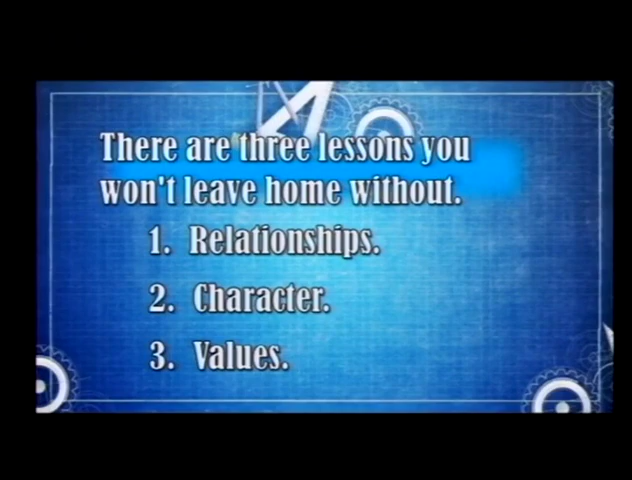 There are three lessons you
won't leave home without.
1. Relationships.
2. Character.
3. Values.